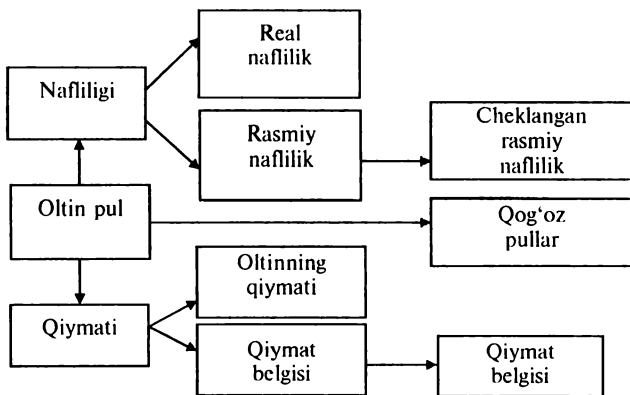 Real
naflilik
Nafliligi
Rasmiy
naflilik
Cheklangan
rasmiy
naflilik
Oltin pul
Qog‘oz
pullar
Oltinning
qiymati
Qiymati
Qiymat
belgisi
Qiymat
belgisi